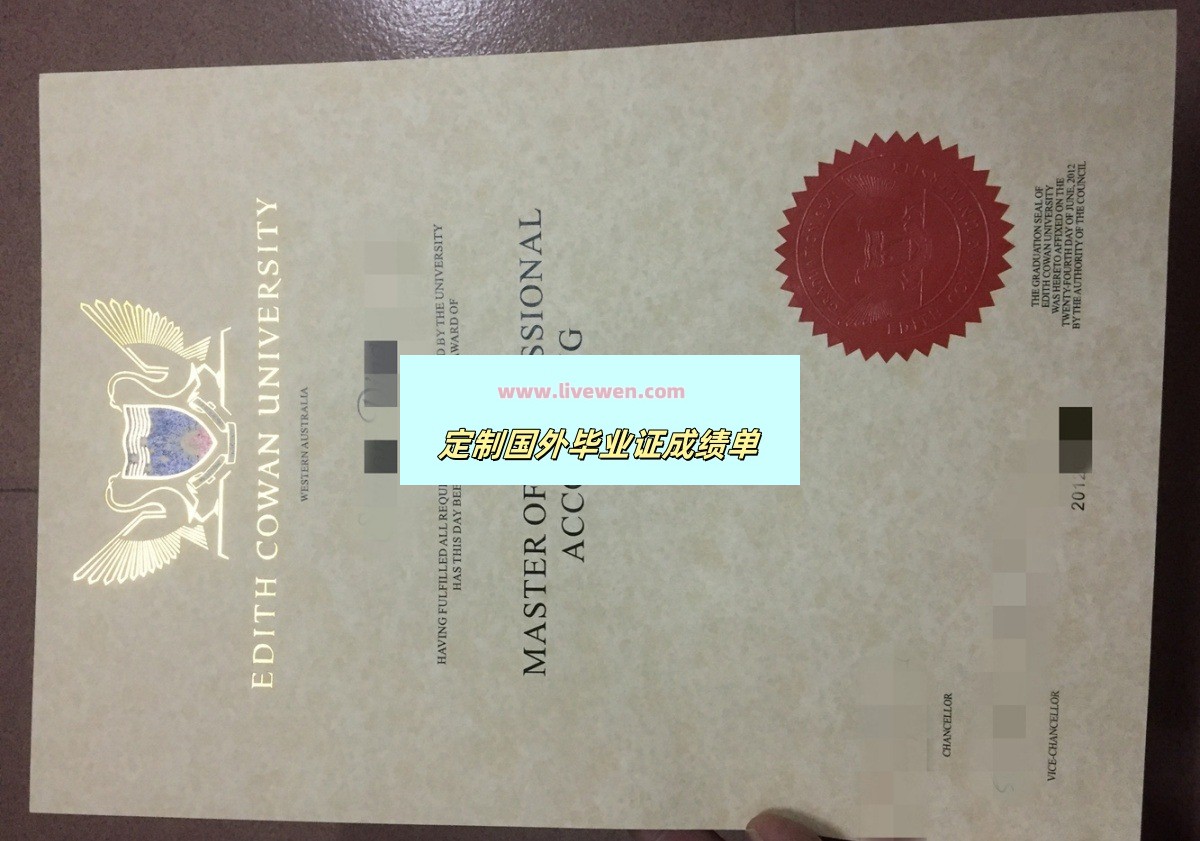 EDITH COWAN UNIVERSITY
WESTERN AUSTRALIA
HAVING FULFILLED ALL BY THE UNIVERSITY
HAS THIS DAY AWARD OF
MASTER OF
www.livewen.com
定制国外毕业证成绩单
THE GRADUATION SEAL OF
EDITH COWAN UNIVERSITY
WAS HERETO AFFIXED ON THE
TWENTY-FOURTH DAY OF JUNE, 2012
BY THE AUTHORITY OF THE COUNCIL
CHANCELLOR
VICE-CHANCELLOR